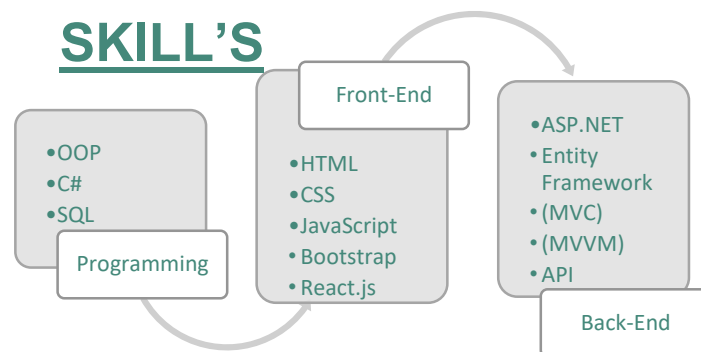 SKILL’S
•OOP
•C#
•SQL
Programming
Front-End
•HTML
•CSS
•JavaScript
•Bootstrap
•React.js
•ASP.NET
•Entity
Framework
•(MVC)
•(MVVM)
•API
Back-End